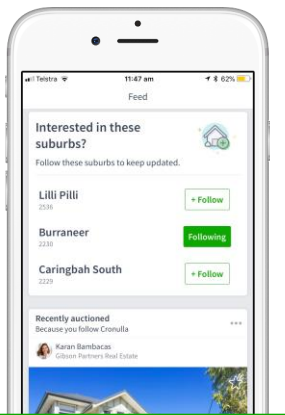 Telstra 11:47 am 62%
Feed
Interested in these
suburbs?
Follow these suburbs to keep updated.
Lilli Pilli
2536
+ Follow
Burraneer
2230
Following
Caringbah South
2229
+ Follow
Recently auctioned
Because you follow Cronulla
Karan Bambacas
Gibson Partners Real Estate